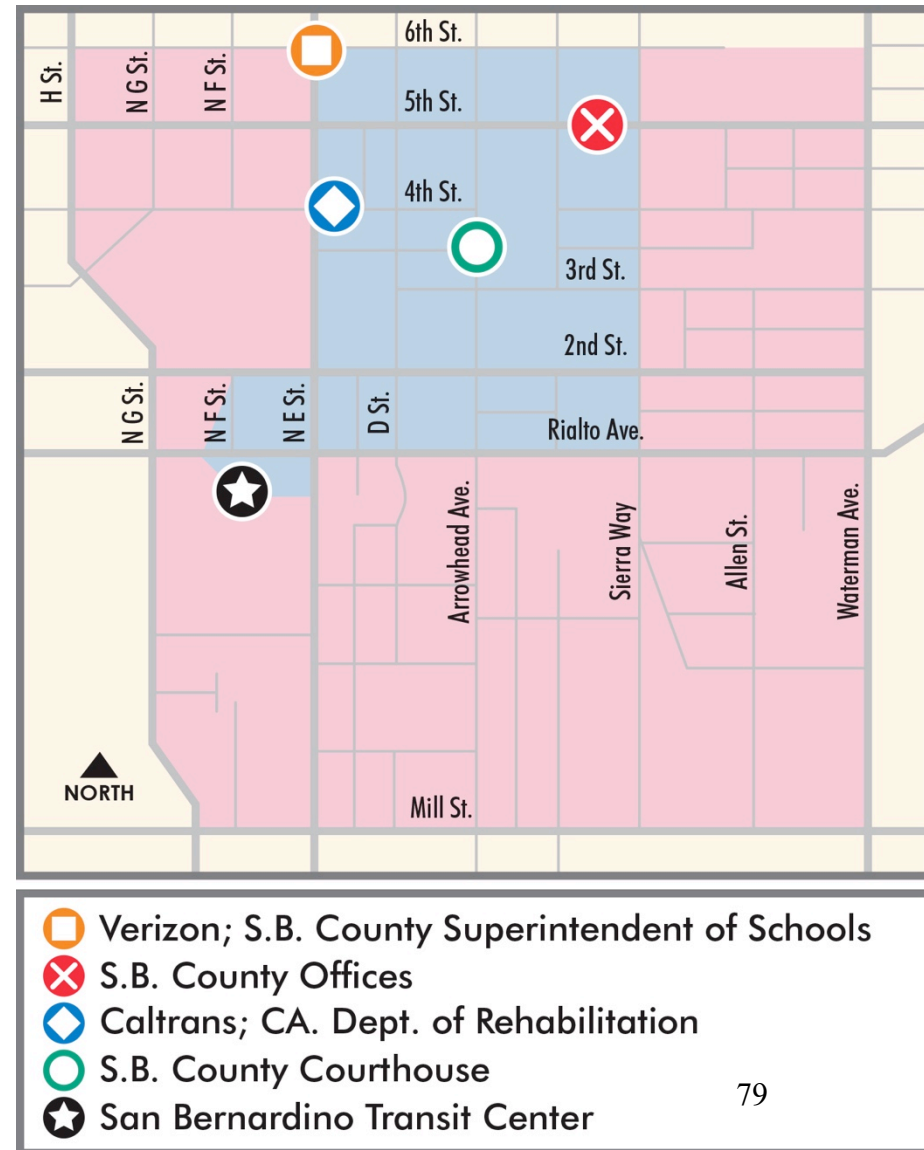 6th St.
H St.
N G St.
N F St.
5th St.
4th St.
3rd St.
2nd St.
N G St.
N F St.
N E St.
D St.
Rialto Ave.
Arrowhead Ave.
Sierra Way
Allen St.
Waterman Ave.
NORTH
Mill St.
Verizon; S.B. County Superintendent of Schools
S.B. County Offices
Caltrans; CA. Dept. of Rehabilitation
S.B. County Courthouse
San Bernardino Transit Center
79